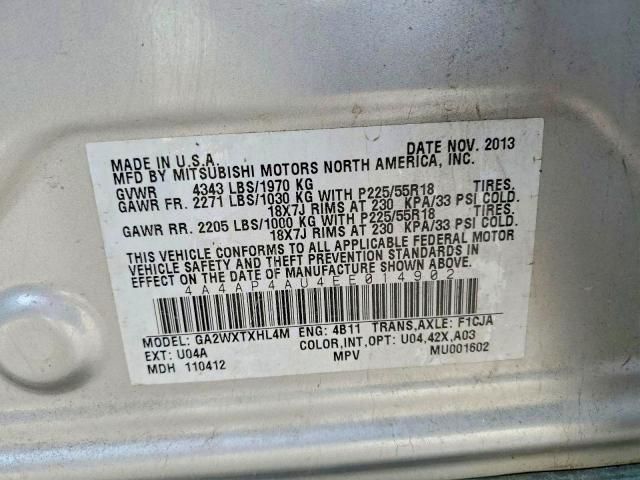 MADE IN U.S.A. DATE NOV. 2013
MFD BY MITSUBISHI MOTORS NORTH AMERICA, INC.
GVWR 4343 LBS/1970 KG
GAWR FR. 2271 LBS/1030 KG WITH P225/55R18 TIRES,
18X7J RIMS AT 230 KPA/33 PSI COLD.
GAWR RR. 2205 LBS/1000 KG WITH P225/55R18 TIRES,
18X7J RIMS AT 230 KPA/33 PSI COLD.
THIS VEHICLE CONFORMS TO ALL APPLICABLE FEDERAL MOTOR
VEHICLE SAFETY AND THEFT PREVENTION STANDARDS IN
EFFECT ON THE DATE OF MANUFACTURE SHOWN ABOVE.
4A4AP4AU4EE014902
MODEL: GA2WXTXHL4M ENG: 4B11 TRANS,AXLE: F1CJA
EXT: U04A COLOR,INT,OPT: U04,42X,A03
MDH 110412 MPV MU001602